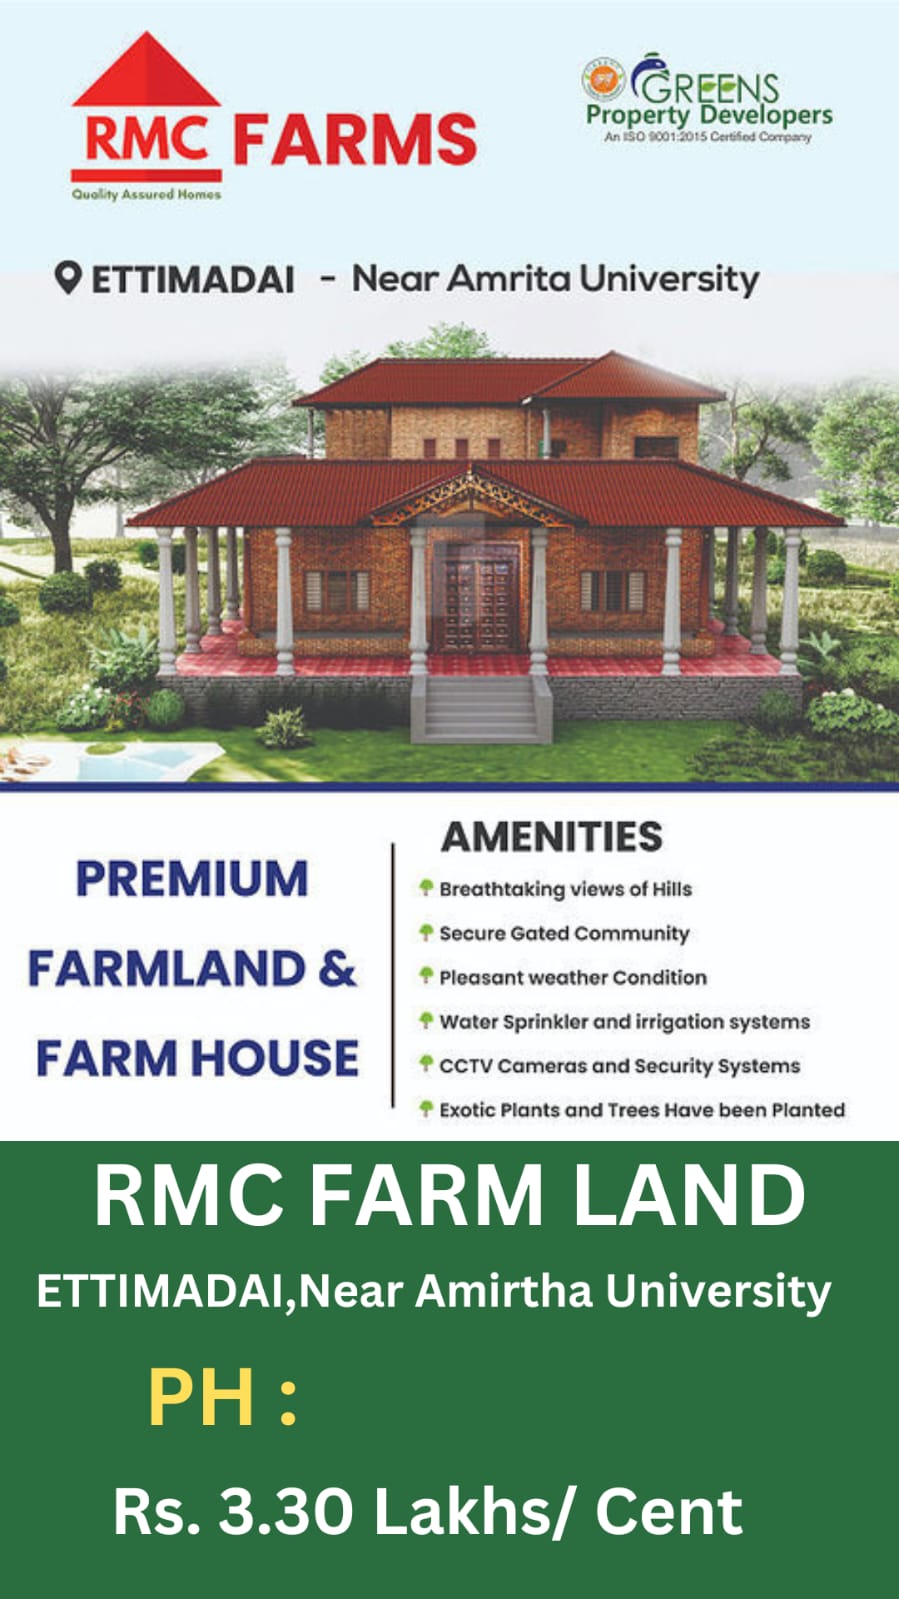 RMC FARMS
Quality Assured Homes
GREENS
Property Developers
An ISO 9001:2015 Certified Company
ETTIMADAI - Near Amrita University
PREMIUM
FARMLAND &
FARM HOUSE
AMENITIES
Breathtaking views of Hills
Secure Gated Community
Pleasant weather Condition
Water Sprinkler and irrigation systems
CCTV Cameras and Security Systems
Exotic Plants and Trees Have been Planted
RMC FARM LAND
ETTIMADAI,Near Amirtha University
PH :
Rs. 3.30 Lakhs/ Cent